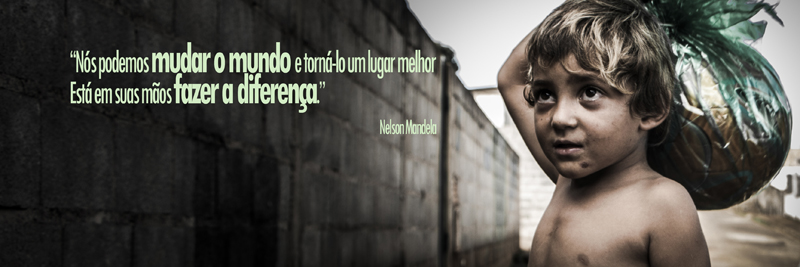 “Nós podemos mudar o mundo e torná-lo um lugar melhor
Está em suas mãos fazer a diferença.”
Nelson Mandela